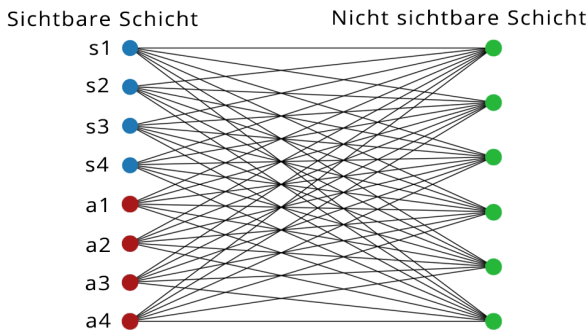 Sichtbare Schicht
Nicht sichtbare Schicht
s1
s2
s3
s4
a1
a2
a3
a4